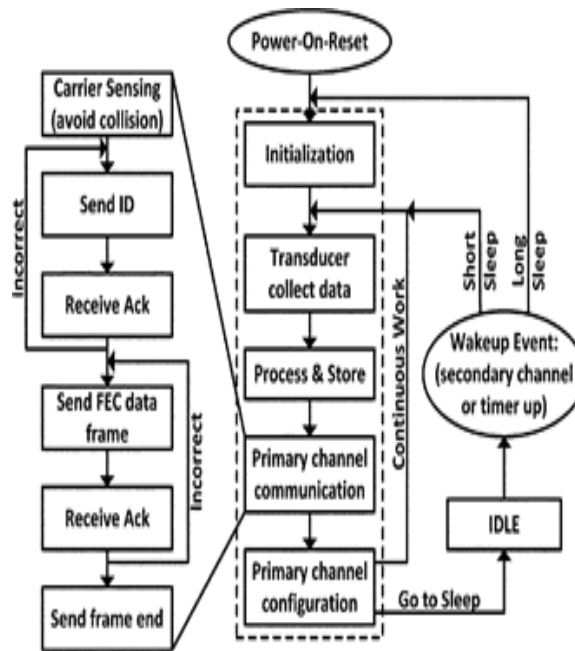 Power-On-Reset
Carrier Sensing
(avoid collision)
Send ID
Receive Ack
Incorrect
Send FEC data
frame
Receive Ack
Incorrect
Send frame end
Initialization
Transducer
collect data
Process & Store
Primary channel
communication
Primary channel
configuration
Continuous Work
Go to Sleep
IDLE
Wakeup Event:
(secondary channel
or timer up)
Short
Sleep
Long
Sleep